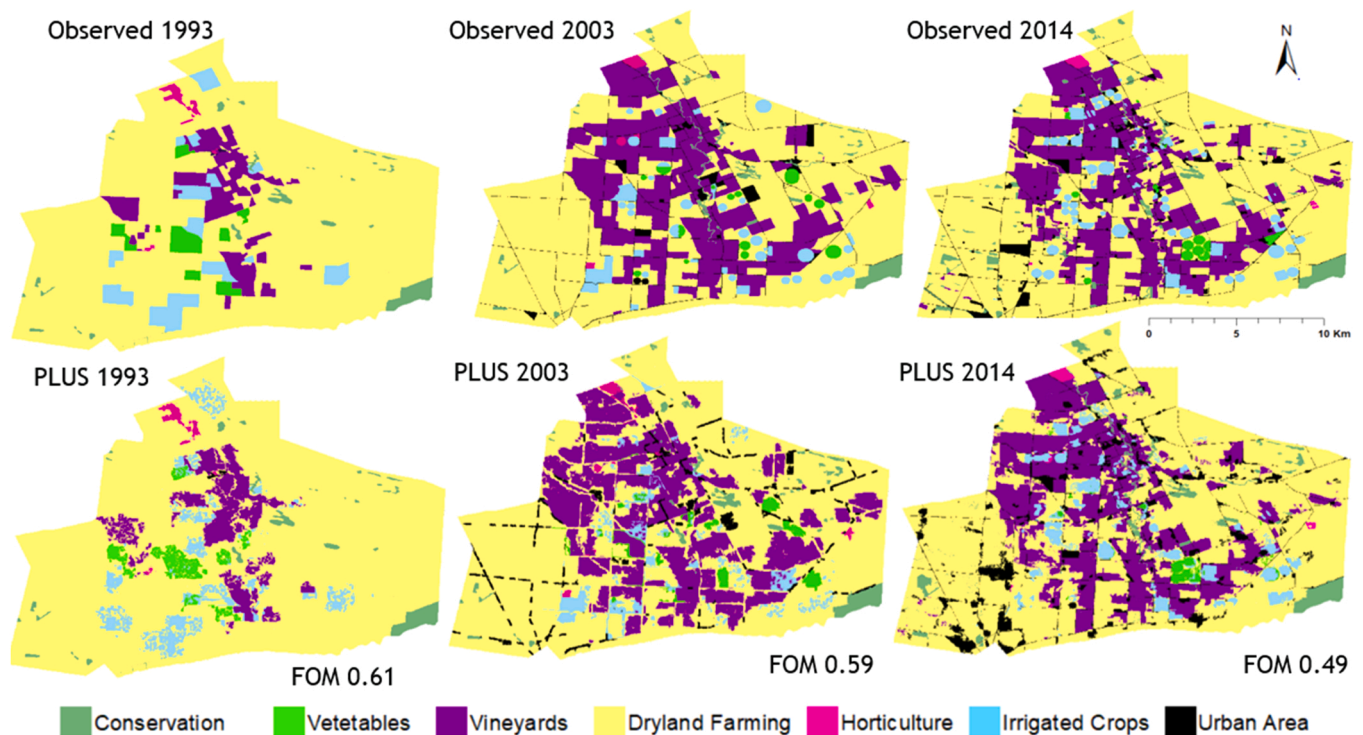 Observed 1993
Observed 2003
Observed 2014
N
0 5 10 Km
PLUS 1993
PLUS 2003
PLUS 2014
FOM 0.61
FOM 0.59
FOM 0.49
Conservation
Vetetables
Vineyards
Dryland Farming
Horticulture
Irrigated Crops
Urban Area